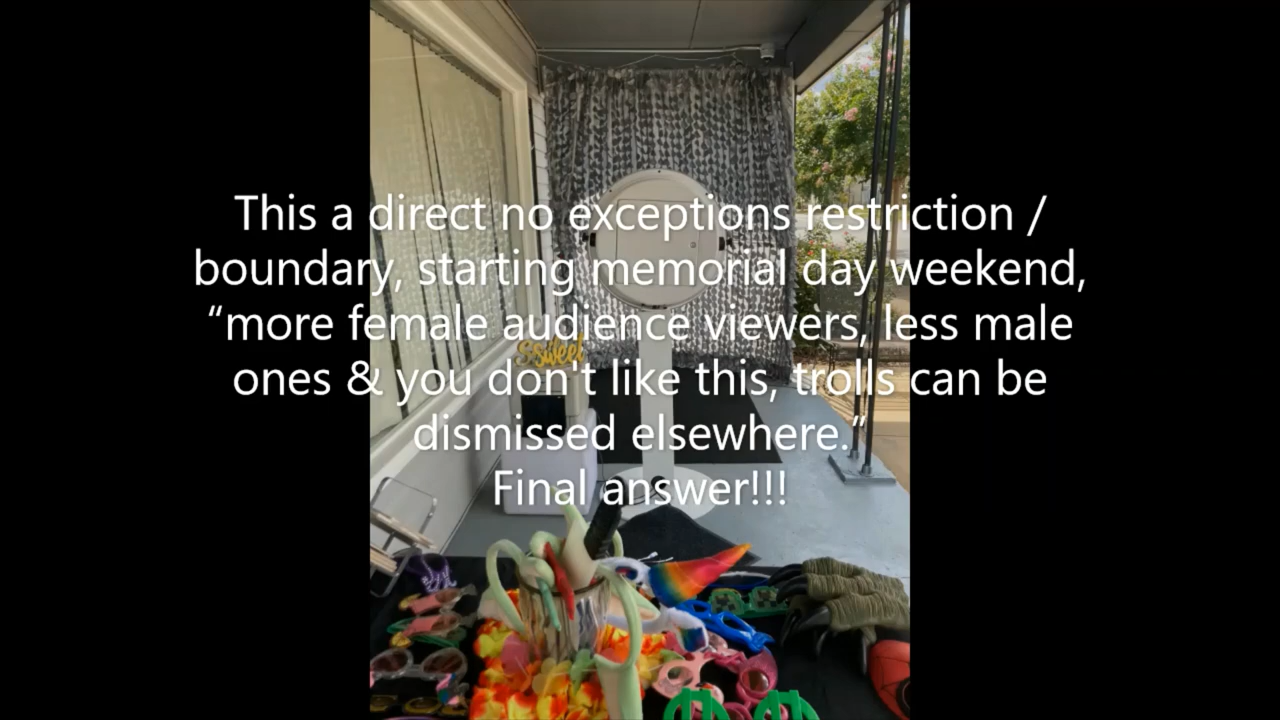 This a direct no exceptions restriction /
boundary, starting memorial day weekend,
“more female audience viewers, less male
ones & you don't like this, trolls can be
dismissed elsewhere.”
Final answer!!!
sweet